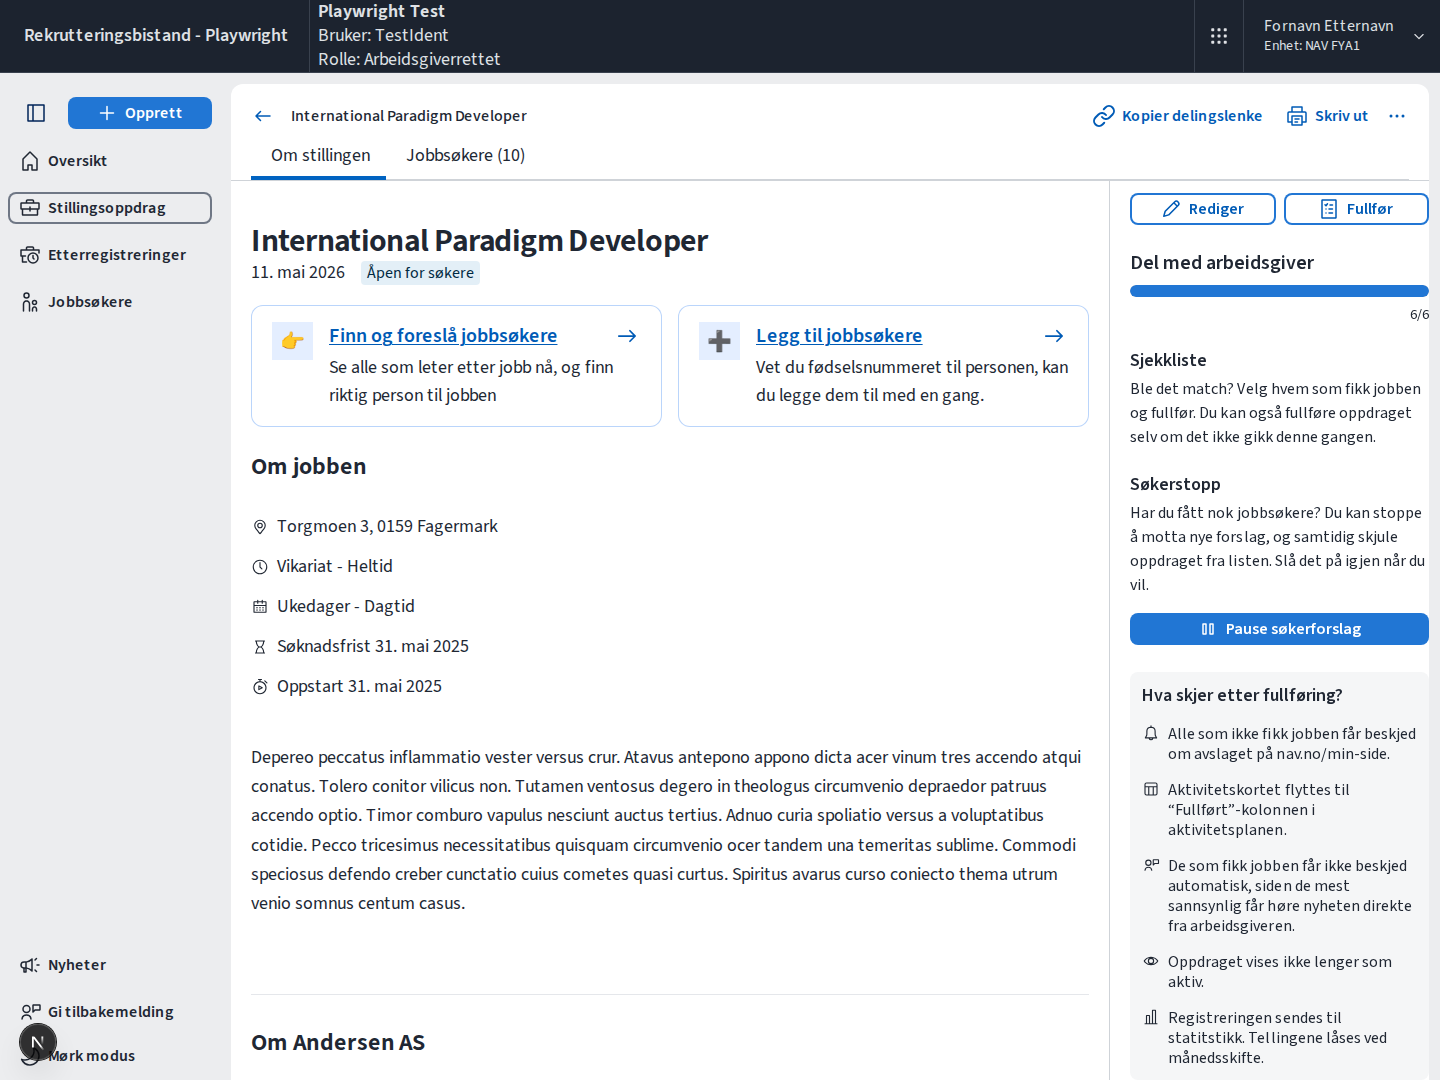 Rekrutteringsbistand - Playwright
Playwright Test
Bruker: TestIdent
Rolle: Arbeidsgiverrettet
Fornavn Etternavn
Enhet: NAV FYA1
Opprett
Oversikt
Stillingsoppdrag
Etterregistreringer
Jobbsøkere
Nyheter
Gi tilbakemelding
N
Mørk modus
International Paradigm Developer
Kopier delingslenke
Skriv ut
Om stillingen
Jobbsøkere (10)
International Paradigm Developer
11. mai 2026
Åpen for søkere
Finn og foreslå jobbsøkere
Se alle som leter etter jobb nå, og finn
riktig person til jobben
Legg til jobbsøkere
Vet du fødselsnummeret til personen, kan
du legge dem til med en gang.
Om jobben
Torgmoen 3, 0159 Fagermark
Vikariat - Heltid
Ukedager - Dagtid
Søknadsfrist 31. mai 2025
Oppstart 31. mai 2025
Depereo peccatus inflammatio vester versus crur. Atavus antepono appono dicta acer vinum tres accendo atqui
conatus. Tolero conitor vilicus non. Tutamen ventosus degero in theologus circumvenio depraedor patruus
accendo optio. Timor comburo vapulus nesciunt auctus tertius. Adnuo curia spoliatio versus a voluptatibus
cotidie. Pecco tricesimus necessitatibus quisquam circumvenio ocer tandem una temeritas sublime. Commodi
speciosus defendo creber cunctatio cuius cometes quasi curtus. Spiritus avarus curso coniecto thema utrum
venio somnus centum casus.
Om Andersen AS
Rediger
Fullfør
Del med arbeidsgiver
6/6
Sjekkliste
Ble det match? Velg hvem som fikk jobben
og fullfør. Du kan også fullføre oppdraget
selv om det ikke gikk denne gangen.
Søkerstopp
Har du fått nok jobbsøkere? Du kan stoppe
å motta nye forslag, og samtidig skjule
oppdraget fra listen. Slå det på igjen når du
vil.
Pause søkerforslag
Hva skjer etter fullføring?
Alle som ikke fikk jobben får beskjed
om avslaget på nav.no/min-side.
Aktivitetskortet flyttes til
“Fullført”-kolonnen i
aktivitetsplanen.
De som fikk jobben får ikke beskjed
automatisk, siden de mest
sannsynlig får høre nyheten direkte
fra arbeidsgiveren.
Oppdraget vises ikke lenger som
aktiv.
Registreringen sendes til
statitstikk. Tellingene låses ved
månedsskifte.